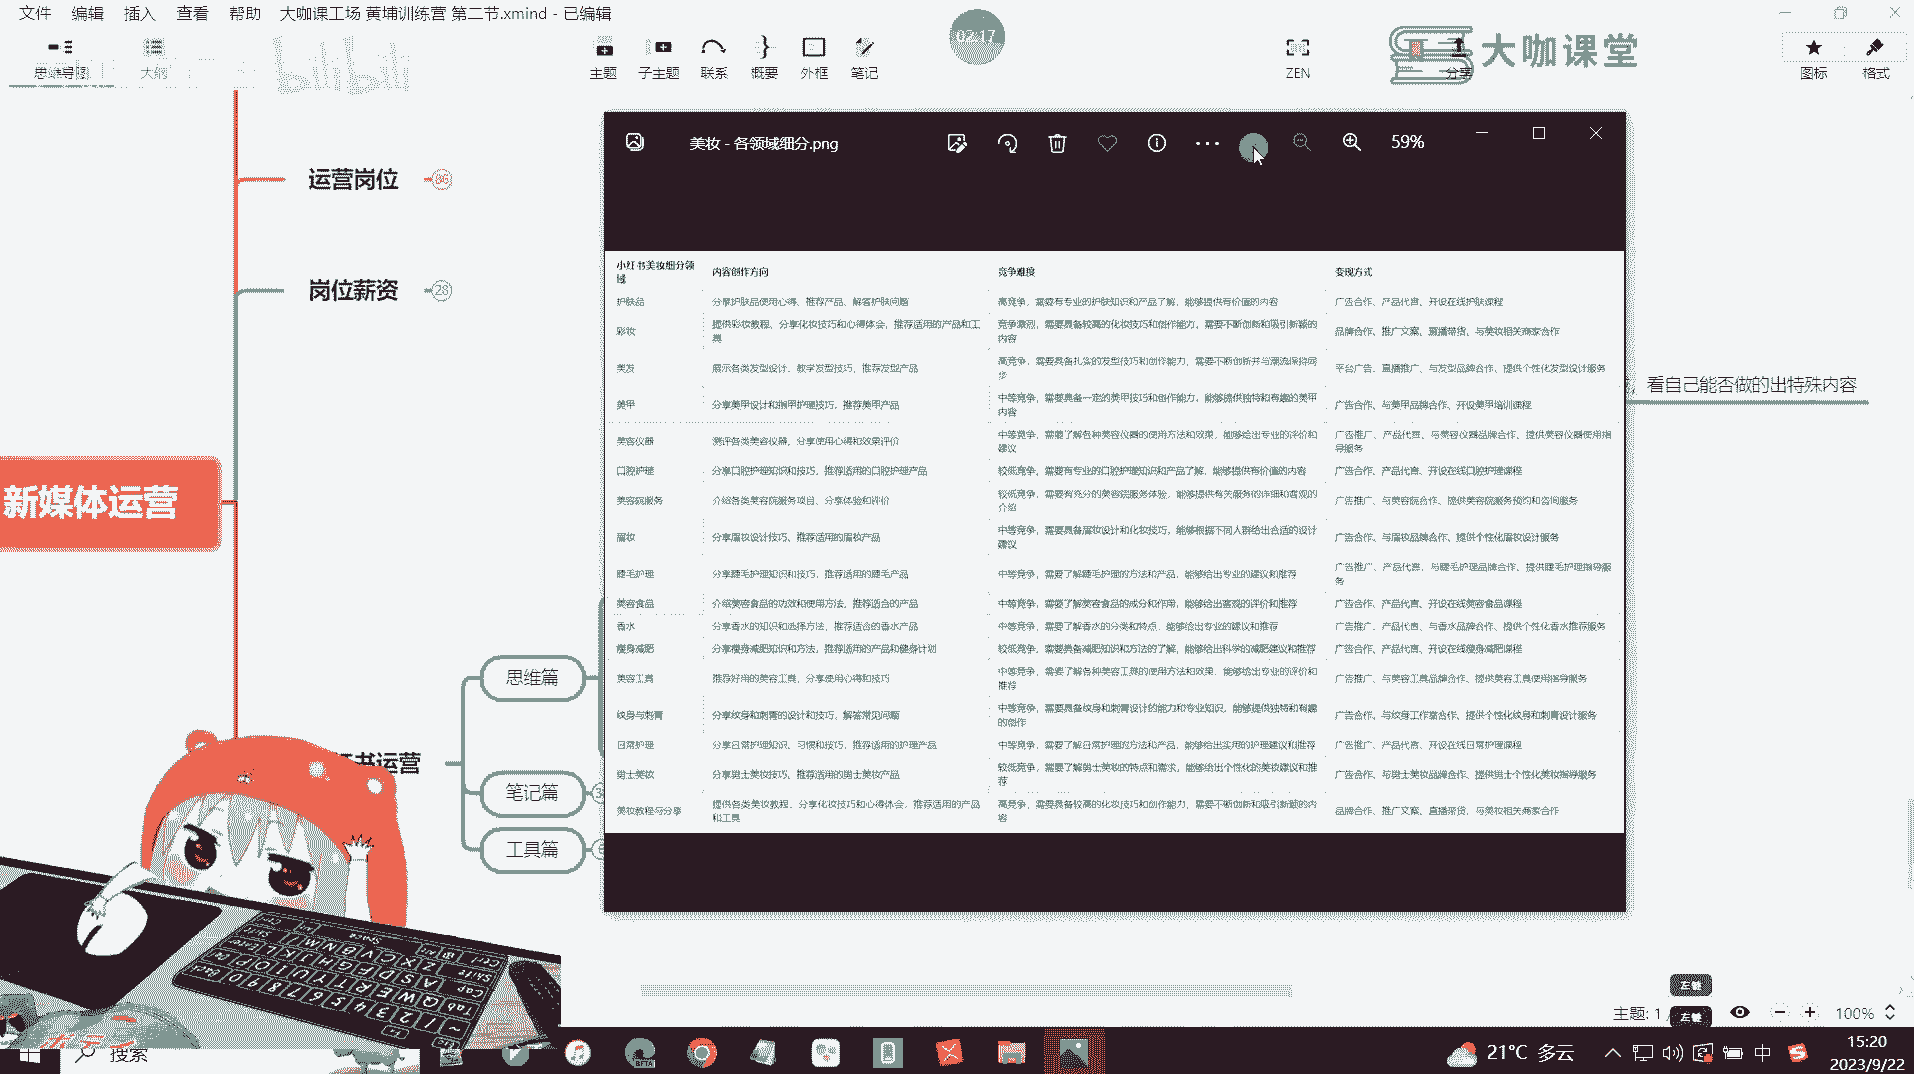 文件 编辑 插入 查看 帮助 大咖课工场 黄埔训练营 第二节.xmind - 已编辑
思维导图 大纲
bilibili
主题 子主题 联系 概要 外框 笔记
02:17
ZEN
分享
大咖课堂
图标 格式
运营岗位
86
岗位薪资
28
新媒体运营
书运营
思维篇
笔记篇
工具篇
看自己能否做的出特殊内容
美妆 - 各领域细分.png
59%
小红书美妆细分领域 内容创作方向 竞争难度 变现方式
护肤品 分享护肤品使用心得、推荐产品、解答护肤问题 高竞争，需要有专业的护肤知识和产品了解，能够提供有价值的内容 广告合作、产品代言、开设在线护肤课程
彩妆 提供彩妆教程、分享化妆技巧和心得体会，推荐适用的产品和工具 竞争激烈，需要具备较高的化妆技巧和创作能力，需要不断创新和吸引新颖的内容 品牌合作、推广文案、直播带货、与美妆相关商家合作
美发 展示各类发型设计、教学发型技巧，推荐发型产品 高竞争，需要具备扎实的发型技巧和创作能力，需要不断创新并与潮流保持同步 平台广告、直播推广、与发型品牌合作、提供个性化发型设计服务
美甲 分享美甲设计和指甲护理技巧，推荐美甲产品 中等竞争，需要具备一定的美甲技巧和创作能力，能够提供独特和有趣的美甲内容 广告合作、与美甲品牌合作、开设美甲培训课程
美容仪器 测评各类美容仪器，分享使用心得和效果评价 中等竞争，需要了解各种美容仪器的使用方法和效果，能够给出专业的评价和建议 广告推广、产品代言、与美容仪器品牌合作、提供美容仪器使用指导服务
口腔护理 分享口腔护理知识和技巧，推荐适用的口腔护理产品 较低竞争，需要有专业的口腔护理知识和产品了解，能够提供有价值的内容 广告合作、产品代言、开设在线口腔护理课程
美容院服务 介绍各类美容院服务项目、分享体验和评价 较低竞争，需要有充分的美容院服务体验，能够提供有关服务的详细和客观的介绍 广告推广、与美容院合作、提供美容院服务预约和咨询服务
眉妆 分享眉妆设计技巧，推荐适用的眉妆产品 中等竞争，需要具备眉妆设计和化妆技巧，能够根据不同人群给出合适的设计建议 广告合作、与眉妆品牌合作、提供个性化眉妆设计服务
睫毛护理 分享睫毛护理知识和技巧，推荐适用的睫毛产品 中等竞争，需要了解睫毛护理的方法和产品，能够给出专业的建议和推荐 广告推广、产品代言、与睫毛护理品牌合作、提供睫毛护理指导服务
美容食品 介绍美容食品的功效和使用方法，推荐适合的产品 中等竞争，需要了解美容食品的成分和作用，能够给出客观的评价和推荐 广告合作、产品代言、开设在线美容食品课程
香水 分享香水的知识和选择方法，推荐适合的香水产品 中等竞争，需要了解香水的分类和特点，能够给出专业的建议和推荐 广告推广、产品代言、与香水品牌合作、提供个性化香水推荐服务
瘦身减肥 分享瘦身减肥知识和方法，推荐适用的产品和健身计划 较低竞争，需要具备减肥知识和方法的了解，能够给出科学的减肥建议和推荐 广告合作、产品代言、开设在线瘦身减肥课程
美容工具 推荐好用的美容工具，分享使用心得和技巧 中等竞争，需要了解各种美容工具的使用方法和效果，能够给出专业的评价和推荐 广告推广、与美容工具品牌合作、提供美容工具使用指导服务
纹身与刺青 分享纹身和刺青的设计和技巧，解答常见问题 中等竞争，需要具备纹身和刺青设计的能力和专业知识，能够提供独特和有趣的创作 广告合作、与纹身工作室合作、提供个性化纹身和刺青设计服务
日常护理 分享日常护理知识、习惯和技巧，推荐适用的护理产品 中等竞争，需要了解日常护理的方法和产品，能够给出实用的护理建议和推荐 广告推广、产品代言、开设在线日常护理课程
男士美妆 分享男士美妆技巧，推荐适用的男士美妆产品 较低竞争，需要了解男士美妆的特点和需求，能够给出个性化的美妆建议和推荐 广告合作、与男士美妆品牌合作、提供男士个性化美妆指导服务
美妆教程与分享 提供各类美妆教程、分享化妆技巧和心得体会，推荐适用的产品和工具 高竞争，需要具备较高的化妆技巧和创作能力，需要不断创新和吸引新颖的内容 品牌合作、推广文案、直播带货、与美妆相关商家合作
左键
左键
主题: 1
100%
搜索
21°C 多云
中
15:20
2023/9/22